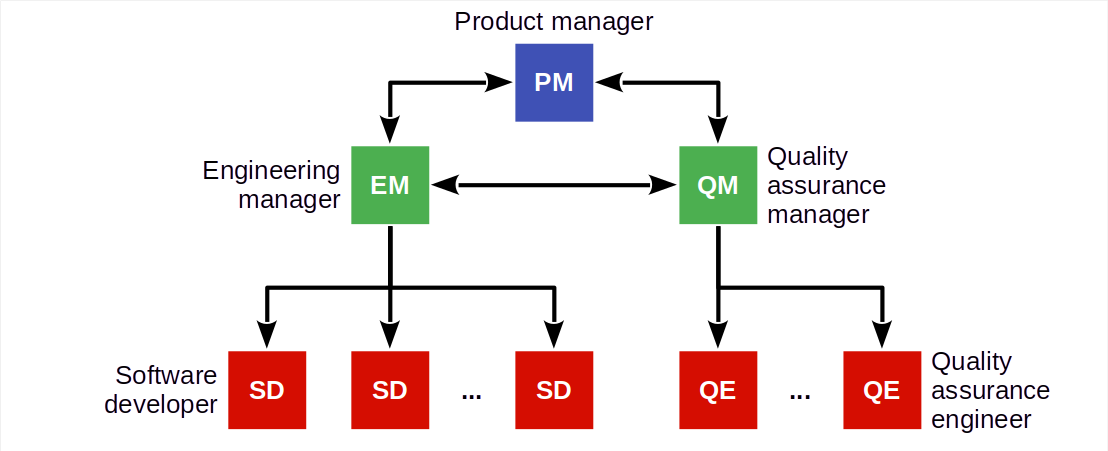 Product manager
PM
Engineering
manager
EM
QM
Quality
assurance
manager
Software
developer
SD
SD
...
SD
QE
...
QE
Quality
assurance
engineer